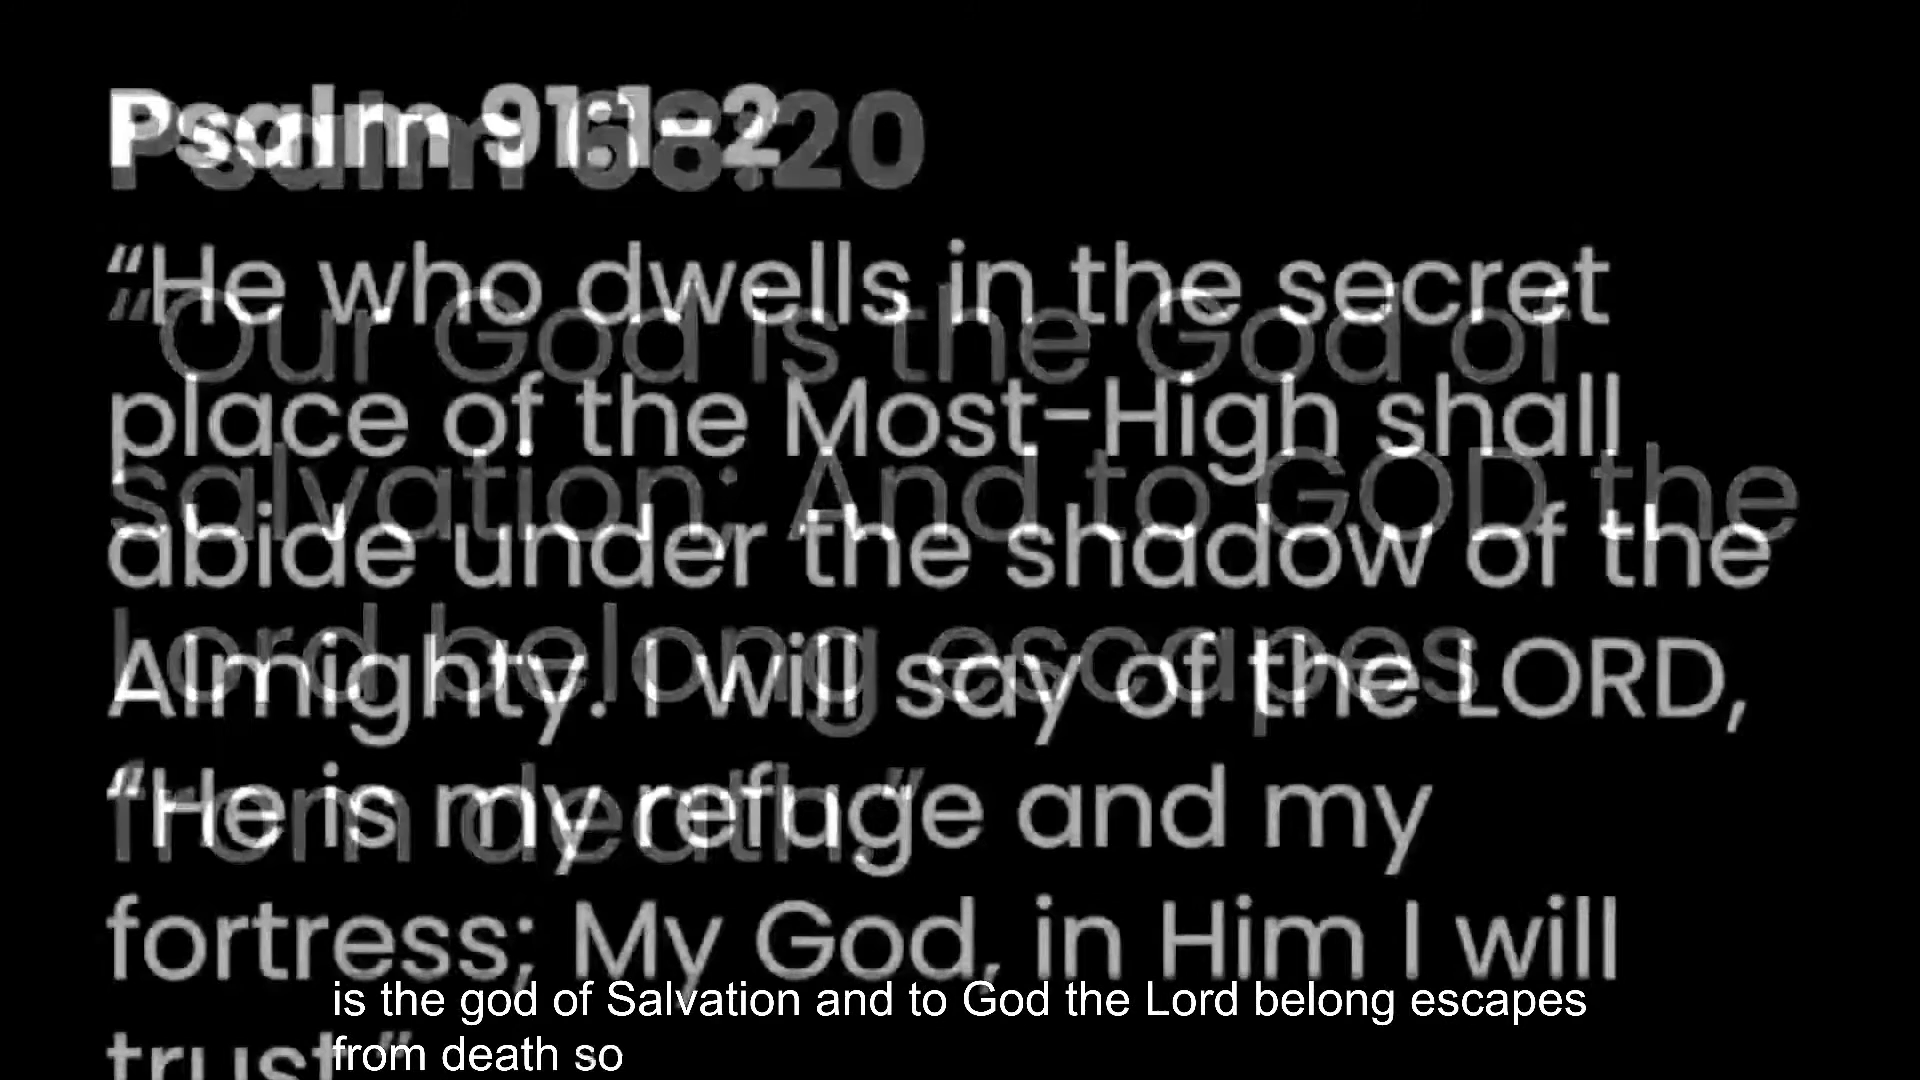 Psalm 91:1-2
“He who dwells in the secret
place of the Most-High shall
abide under the shadow of the
Almighty. I will say of the LORD,
“He is my refuge and my
fortress; My God, in Him I will
trust”
Psalm 68:20
“Our God is the God of
salvation; And to GOD the
Lord belong escapes
from death.”
is the god of Salvation and to God the Lord belong escapes
from death so